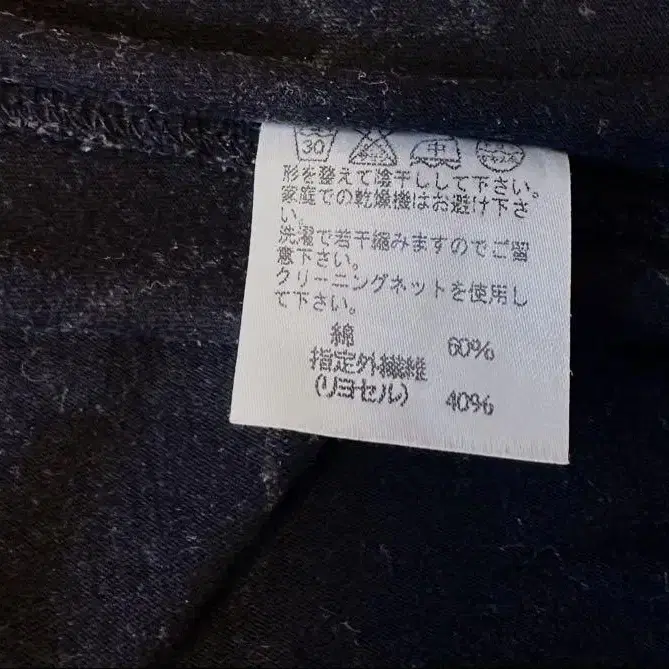 30
中
形を整えて陰干しして下さい。
家庭での乾燥機はお避け下さ
い。
洗濯で若干縮みますのでご留
意下さい。
クリーニングネットを使用し
て下さい。
綿 60%
指定外繊維
(リヨセル) 40%